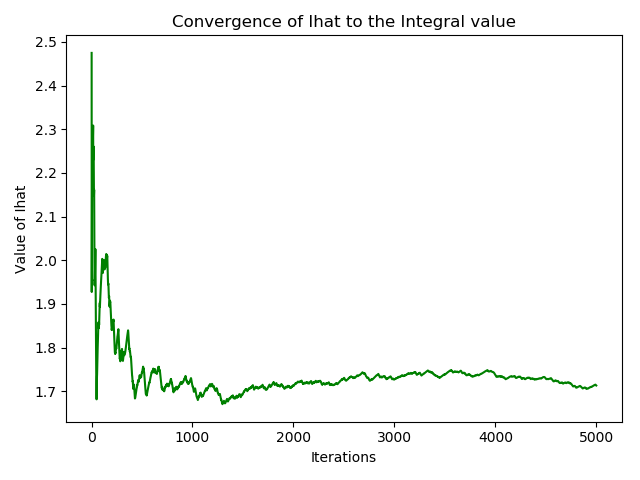 Convergence of Ihat to the Integral value
Value of Ihat
2.5
2.4
2.3
2.2
2.1
2.0
1.9
1.8
1.7
0 1000 2000 3000 4000 5000
Iterations